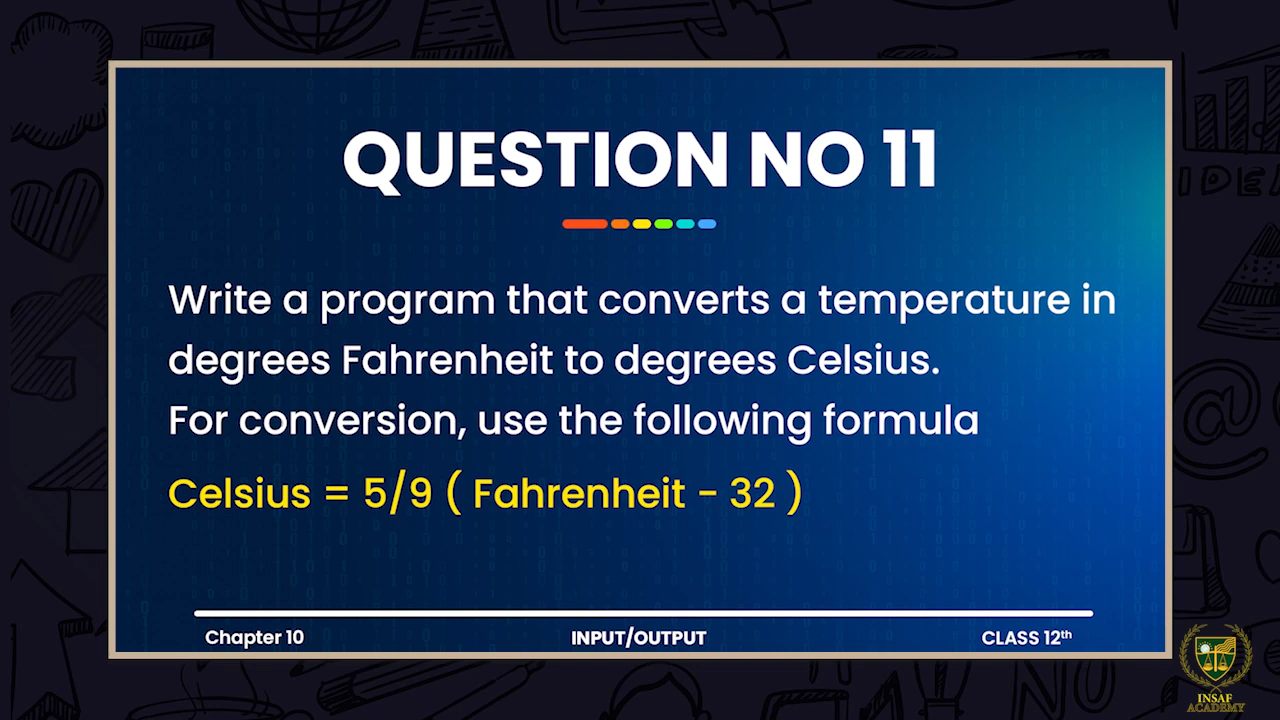 QUESTION NO 11
Write a program that converts a temperature in
degrees Fahrenheit to degrees Celsius.
For conversion, use the following formula
Celsius = 5/9 ( Fahrenheit - 32 )
Chapter 10
INPUT/OUTPUT
CLASS 12th
IDEA
INSAF
ACADEMY